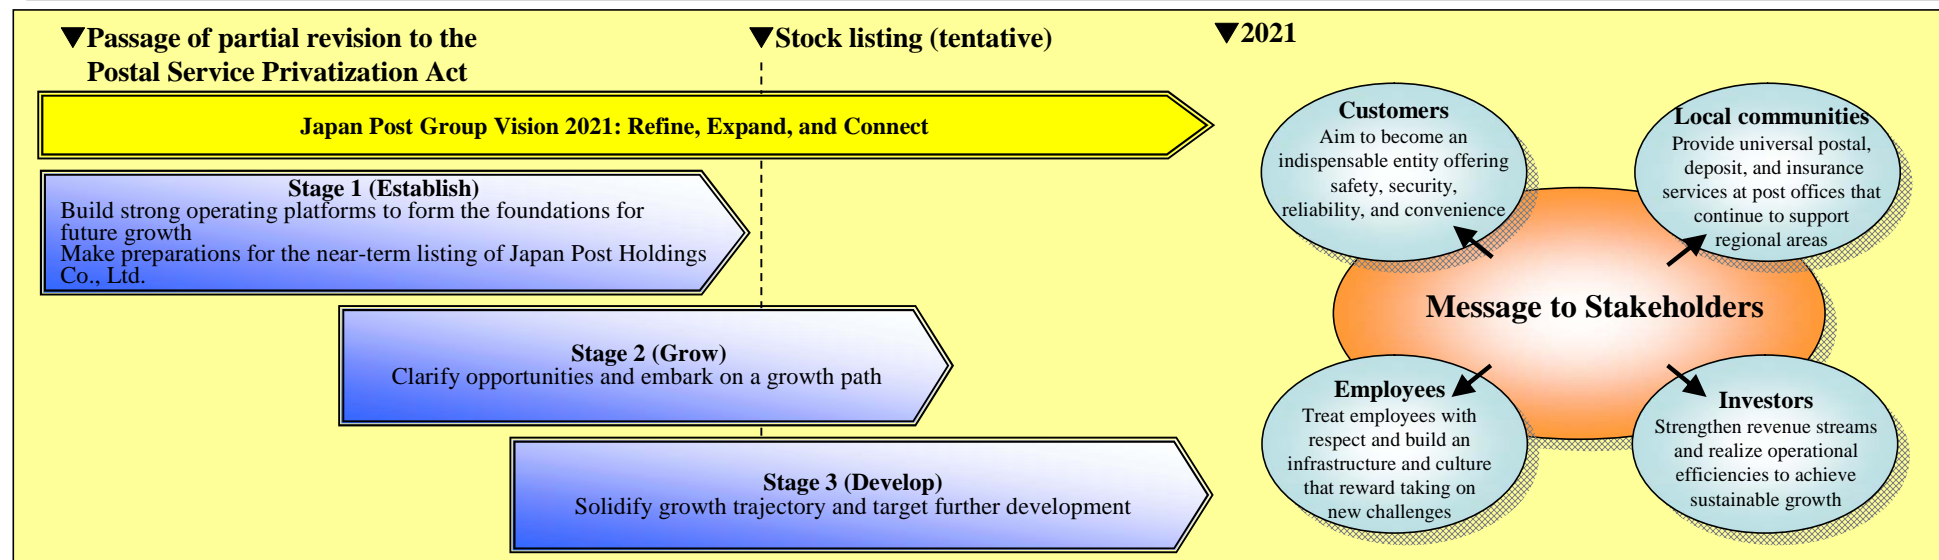 ▼Passage of partial revision to the
Postal Service Privatization Act
▼Stock listing (tentative)
▼2021
Japan Post Group Vision 2021: Refine, Expand, and Connect
Stage 1 (Establish)
Build strong operating platforms to form the foundations for
future growth
Make preparations for the near-term listing of Japan Post Holdings
Co., Ltd.
Stage 2 (Grow)
Clarify opportunities and embark on a growth path
Stage 3 (Develop)
Solidify growth trajectory and target further development
Customers
Aim to become an
indispensable entity offering
safety, security,
reliability, and convenience
Local communities
Provide universal postal,
deposit, and insurance
services at post offices that
continue to support
regional areas
Message to Stakeholders
Employees
Treat employees with
respect and build an
infrastructure and culture
that reward taking on
new challenges
Investors
Strengthen revenue streams
and realize operational
efficiencies to achieve
sustainable growth